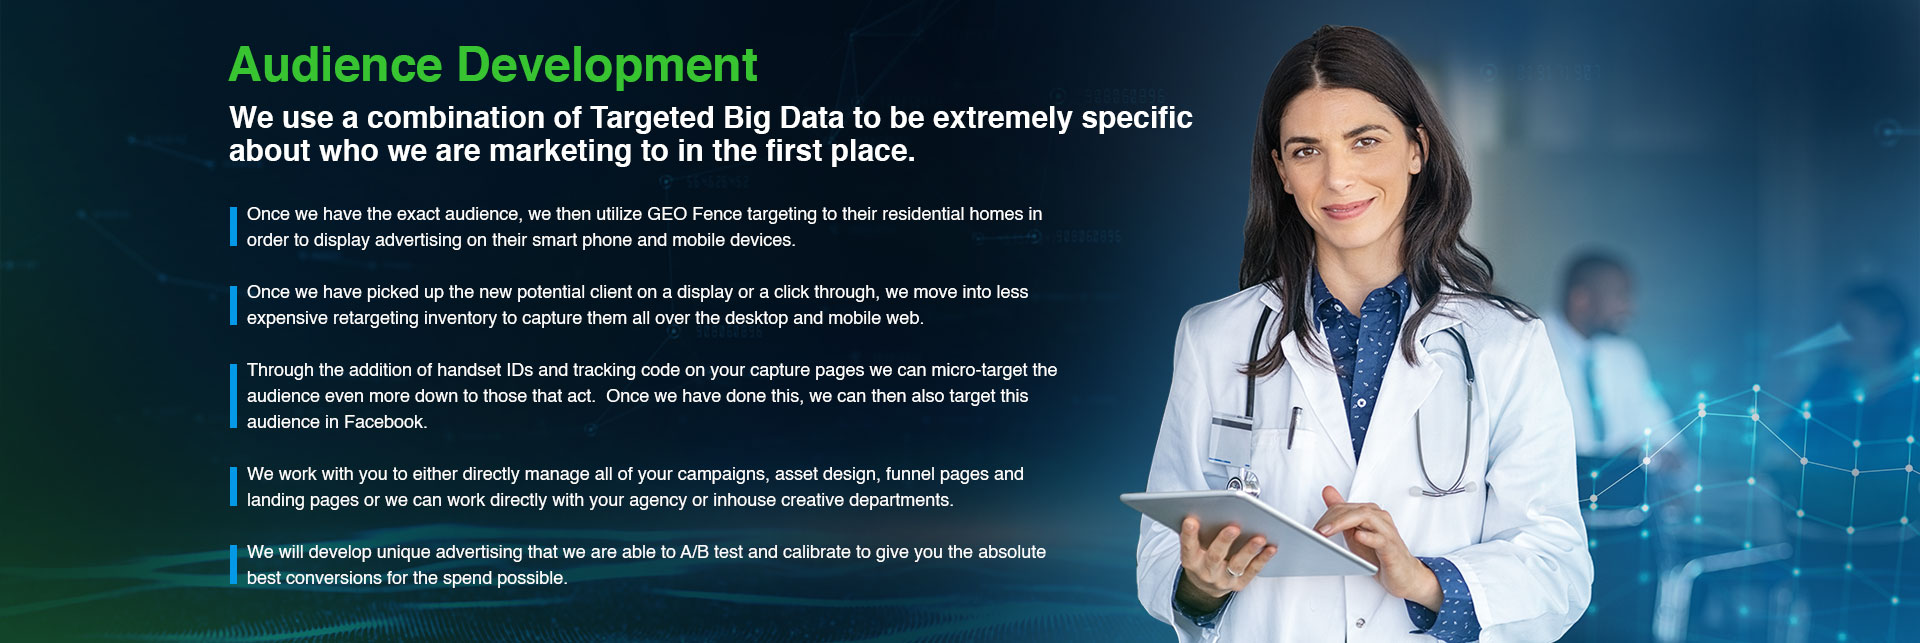 Audience Development
We use a combination of Targeted Big Data to be extremely specific
about who we are marketing to in the first place.
Once we have the exact audience, we then utilize GEO Fence targeting to their residential homes in
order to display advertising on their smart phone and mobile devices.
Once we have picked up the new potential client on a display or a click through, we move into less
expensive retargeting inventory to capture them all over the desktop and mobile web.
Through the addition of handset IDs and tracking code on your capture pages we can micro-target the
audience even more down to those that act.  Once we have done this, we can then also target this
audience in Facebook.
We work with you to either directly manage all of your campaigns, asset design, funnel pages and
landing pages or we can work directly with your agency or inhouse creative departments.
We will develop unique advertising that we are able to A/B test and calibrate to give you the absolute
best conversions for the spend possible.